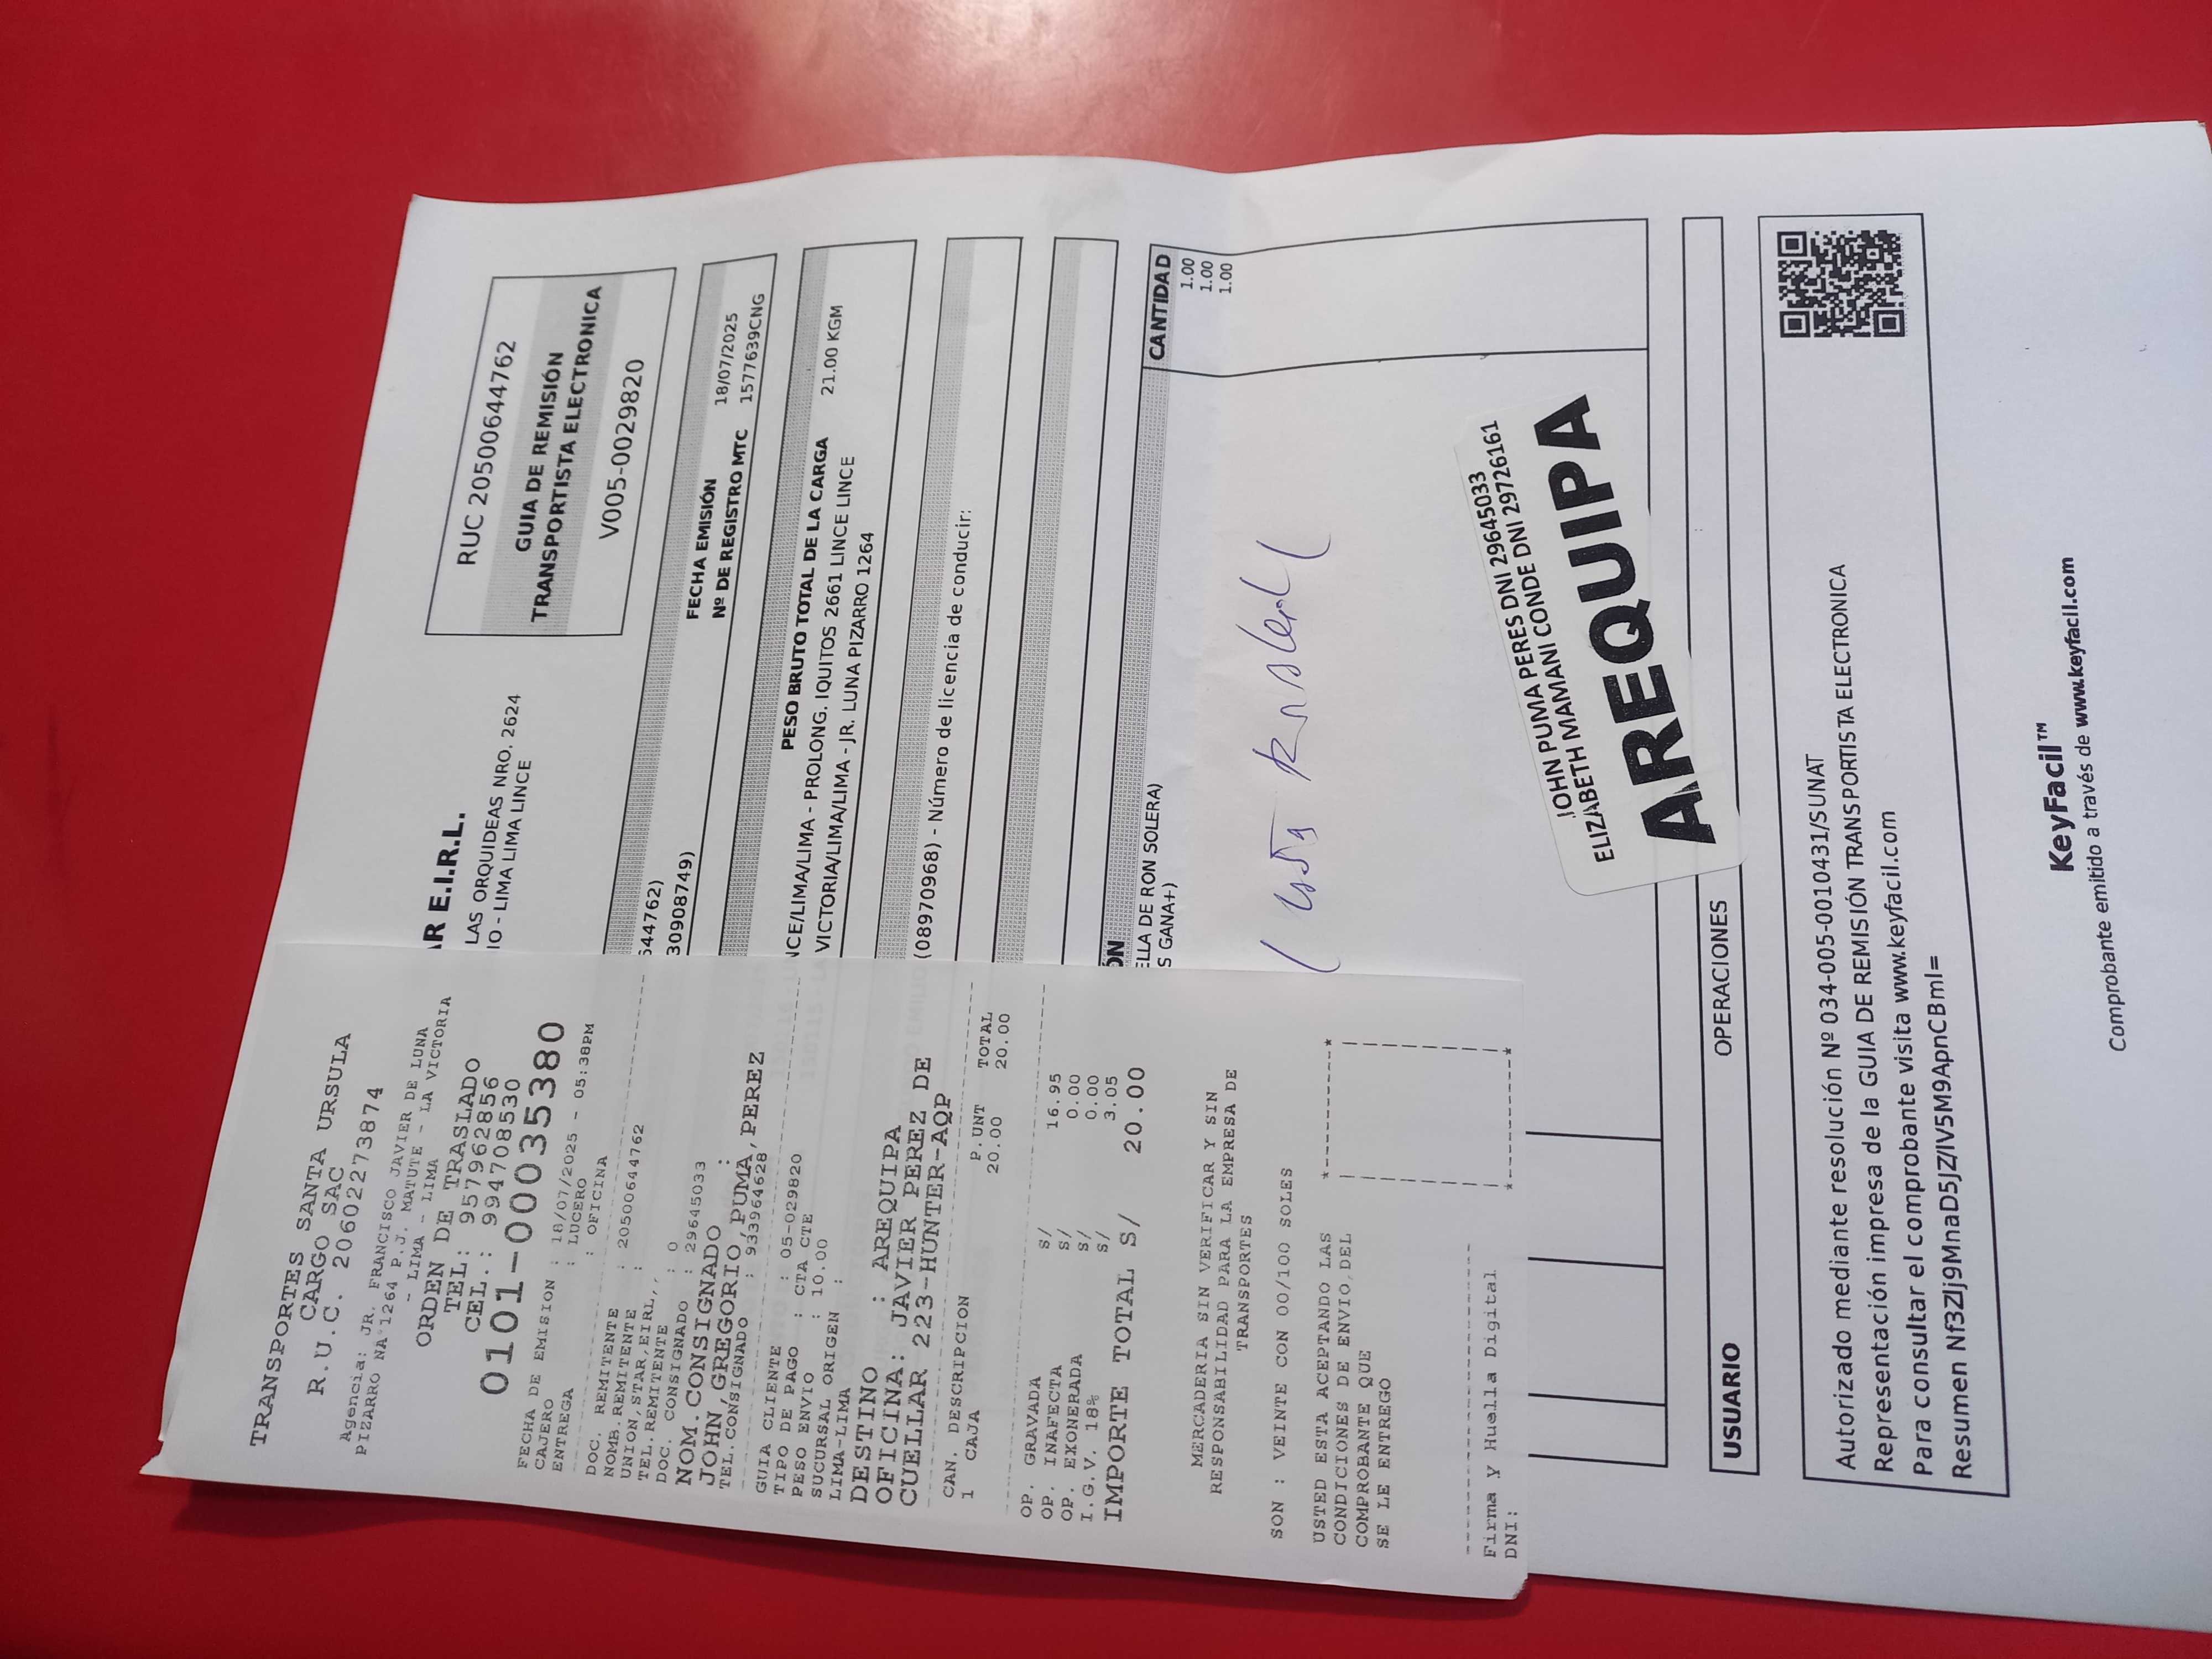 TRANSPORTES SANTA URSULA
CARGO SAC
R.U.C. 20602273874
Agencia: JR. FRANCISCO JAVIER DE LUNA
PIZARRO NA°1264 P.J. MATUTE - LA VICTORIA
- LIMA - LIMA
ORDEN DE TRASLADO
TEL: 957962856
CEL.: 994708530
0101-00035380
FECHA DE EMISION : 18/07/2025 - 05:38PM
CAJERO : LUCERO
ENTREGA : OFICINA
DOC. REMITENTE : 20500644762
NOMB.REMITENTE :
UNION,STAR,EIRL,,
TEL.REMITENTE :
DOC. CONSIGNADO : 0
: 29645033
NOM.CONSIGNADO :
JOHN,GREGORIO,PUMA,PEREZ
TEL.CONSIGNADO : 933964628
GUIA CLIENTE : 05-029820
TIPO DE PAGO : CTA CTE
PESO ENVIO : 10.00
SUCURSAL ORIGEN :
LIMA-LIMA
DESTINO : AREQUIPA
OFICINA: JAVIER PEREZ DE
CUELLAR 223-HUNTER-AQP
CAN. DESCRIPCION P.UNT TOTAL
1 CAJA 20.00 20.00
OP. GRAVADA S/ 16.95
OP. INAFECTA S/ 0.00
OP. EXONERADA S/ 0.00
I.G.V. 18% S/ 3.05
IMPORTE TOTAL S/ 20.00
MERCADERIA SIN VERIFICAR Y SIN
RESPONSABILIDAD PARA LA EMPRESA DE
TRANSPORTES
SON : VEINTE CON 00/100 SOLES
USTED ESTA ACEPTANDO LAS
CONDICIONES DE ENVIO,DEL
COMPROBANTE QUE
SE LE ENTREGO
Firma y Huella Digital
DNI:
AR E.I.R.L.
LAS ORQUIDEAS NRO. 2624
IO - LIMA LIMA LINCE
RUC 20500644762
GUIA DE REMISIÓN
TRANSPORTISTA ELECTRONICA
V005-0029820
644762)
309087​49)
FECHA EMISIÓN 18/07/2025
Nº DE REGISTRO MTC 1577639CNG
PESO BRUTO TOTAL DE LA CARGA 21.00 KGM
NCE/LIMA/LIMA - PROLONG. IQUITOS 2661 LINCE LINCE
VICTORIA/LIMA/LIMA - JR. LUNA PIZARRO 1264
(08970968) - Número de licencia de conducir:
ÓN CANTIDAD
ELLA DE RON SOLERA) 1.00
S GANA+) 1.00
1.00
JOHN PUMA PERES DNI 29645033
ELIZABETH MAMANI CONDE DNI 29726161
AREQUIPA
USUARIO OPERACIONES
Autorizado mediante resolución Nº 034-005-0010431/SUNAT
Representación impresa de la GUIA DE REMISIÓN TRANSPORTISTA ELECTRONICA
Para consultar el comprobante visita www.keyfacil.com
Resumen Nf3Zlj9MnaD5JZ/IV5M9ApnCBmI=
KeyFacil™
Comprobante emitido a través de www.keyfacil.com